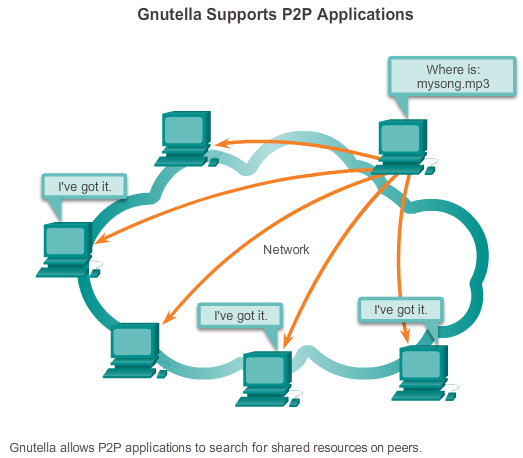 Gnutella Supports P2P Applications
Where is:
mysong.mp3
I've got it.
Network
I've got it.
I've got it.
Gnutella allows P2P applications to search for shared resources on peers.